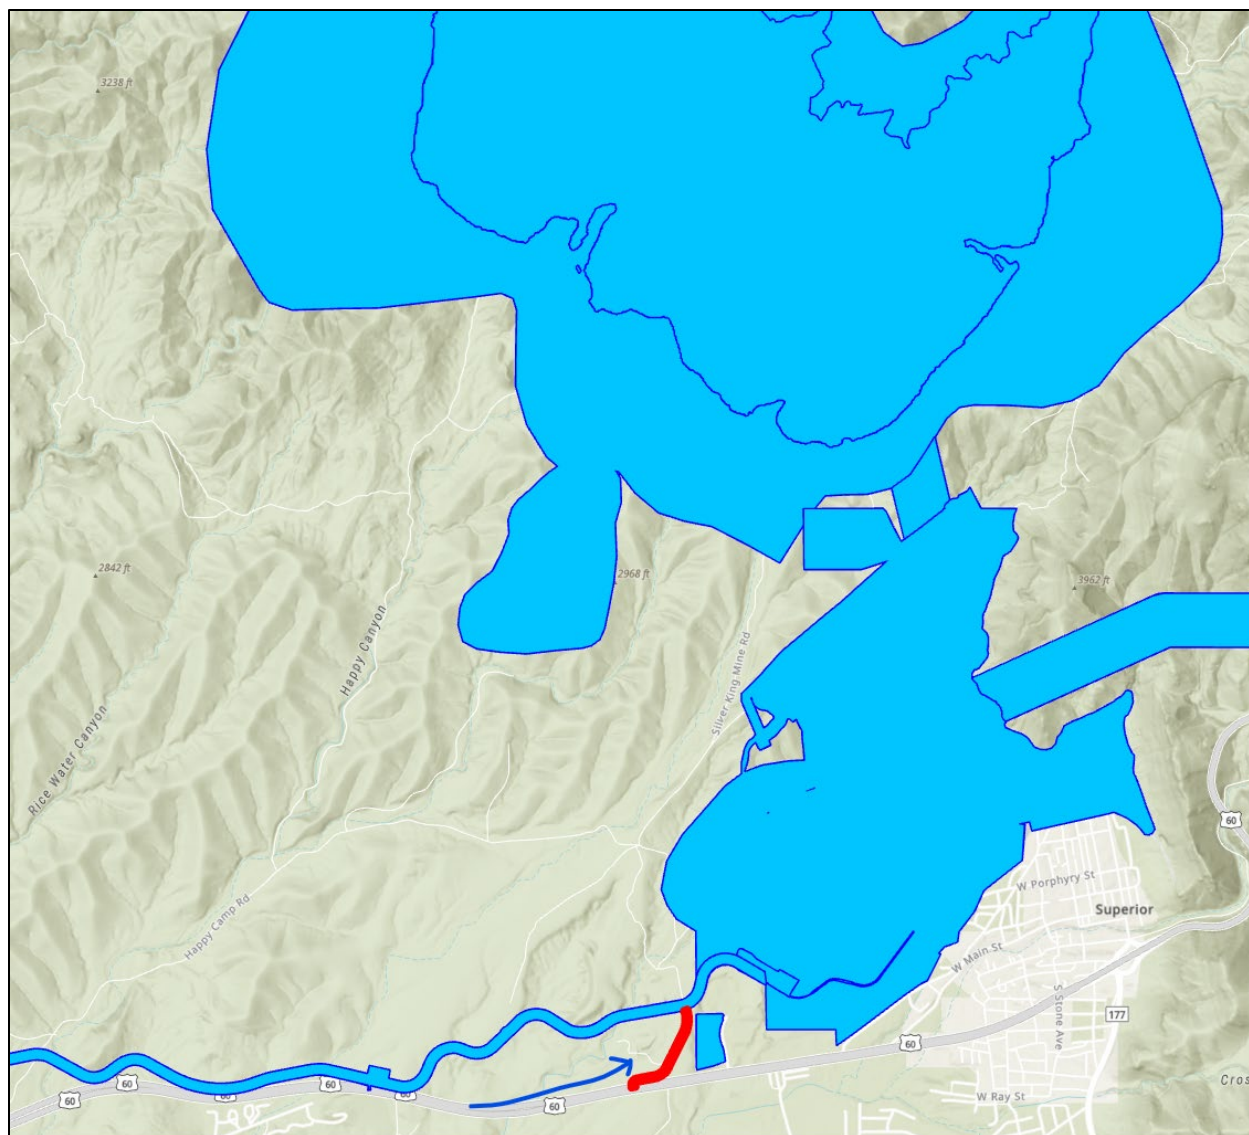 3238 ft
2842 ft
2968 ft
3962 ft
Happy Canyon
Silver King Mine Rd
Rice Water Canyon
60
W Porphyry St
Superior
Happy Camp Rd
W Main St
S Stone Ave
177
60
60
60
60
60
60
60
Cros
W Ray St